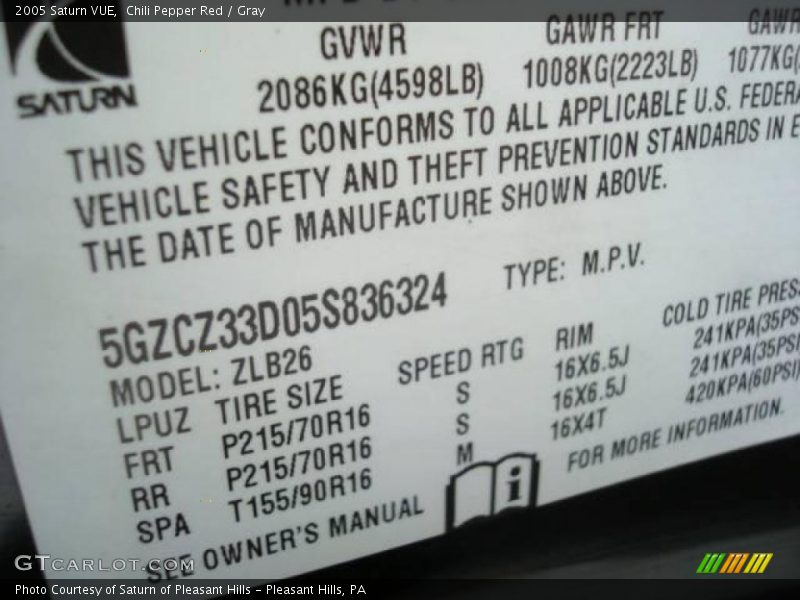 2005 Saturn VUE, Chili Pepper Red / Gray
SATURN
GVWR GAWR FRT GAWR
2086KG(4598LB) 1008KG(2223LB) 1077KG(
THIS VEHICLE CONFORMS TO ALL APPLICABLE U.S. FEDERA
VEHICLE SAFETY AND THEFT PREVENTION STANDARDS IN E
THE DATE OF MANUFACTURE SHOWN ABOVE.
5GZCZ33D05S836324 TYPE: M.P.V.
MODEL: ZLB26
LPUZ TIRE SIZE SPEED RTG RIM COLD TIRE PRES
FRT P215/70R16 S 16X6.5J 241KPA(35PS
RR P215/70R16 S 16X6.5J 241KPA(35PSI
SPA T155/90R16 M 16X4T 420KPA(60PSI)
SEE OWNER'S MANUAL i FOR MORE INFORMATION.
GTCARLOT.COM
Photo Courtesy of Saturn of Pleasant Hills - Pleasant Hills, PA